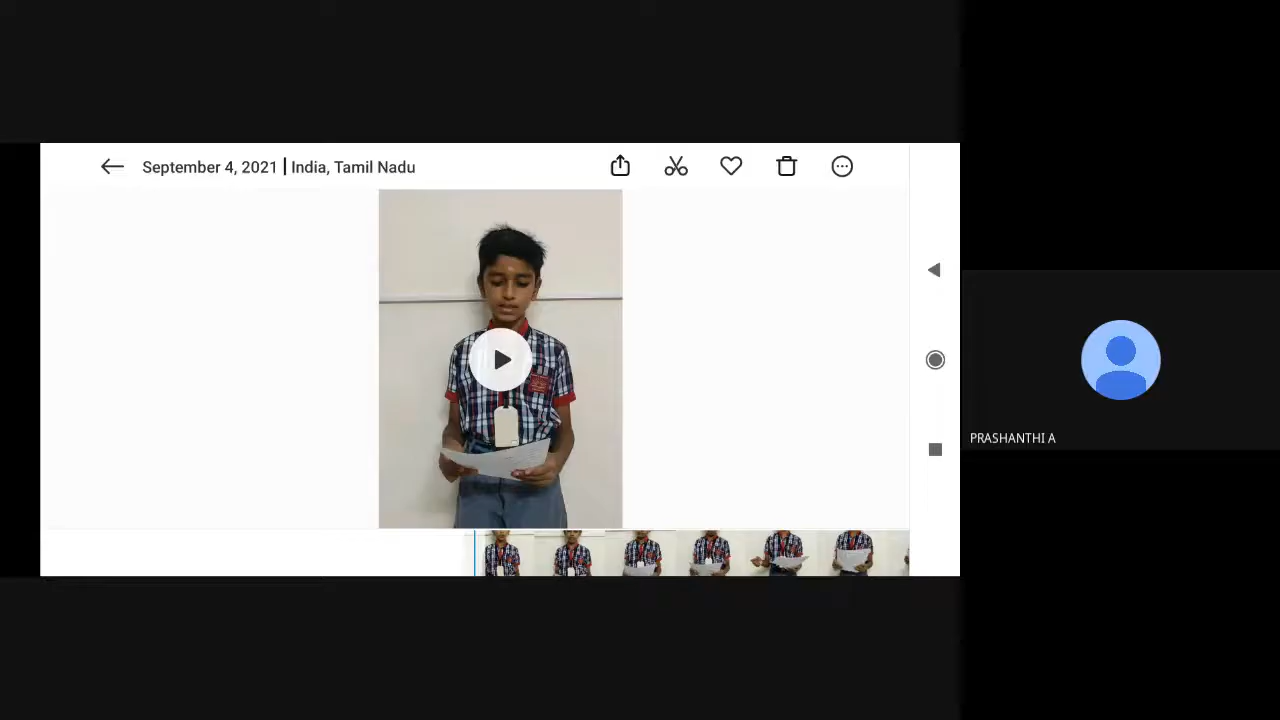 September 4, 2021 | India, Tamil Nadu
PRASHANTHI A